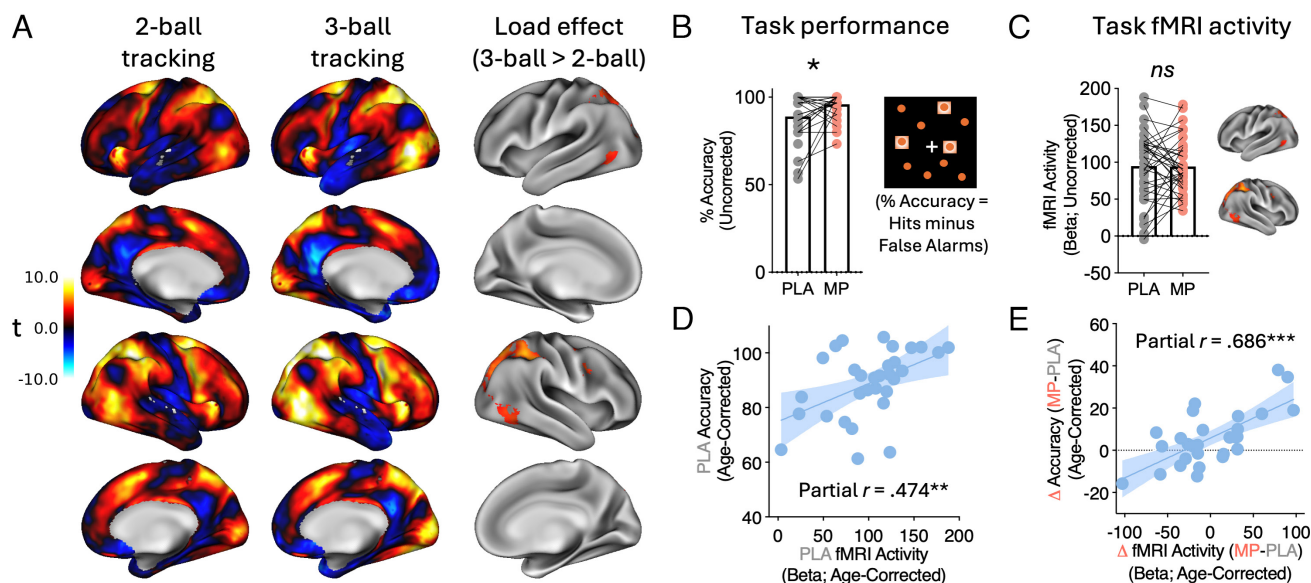 A
2-ball
tracking
3-ball
tracking
Load effect
(3-ball > 2-ball)
10.0
t
0.0
-10.0
B
Task performance
*
100
50
0
% Accuracy
(Uncorrected)
PLA
MP
(% Accuracy =
Hits minus
False Alarms)
C
Task fMRI activity
ns
200
150
100
50
0
-50
fMRI Activity
(Beta; Uncorrected)
PLA
MP
D
100
80
60
40
PLA Accuracy
(Age-Corrected)
Partial r = .474**
0
50
100
150
200
PLA fMRI Activity
(Beta; Age-Corrected)
E
60
40
20
0
-20
Δ Accuracy (MP-PLA)
(Age-Corrected)
Partial r = .686***
-100
-50
0
50
100
Δ fMRI Activity (MP-PLA)
(Beta; Age-Corrected)